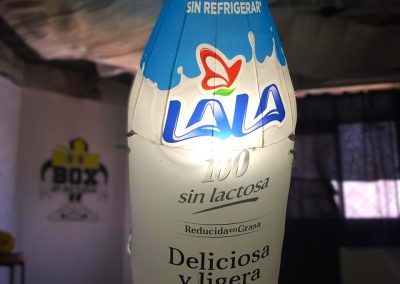 SIN REFRIGERAR
LALA
100
sin lactosa
Reducida en Grasa
Deliciosa
y ligera
BOX